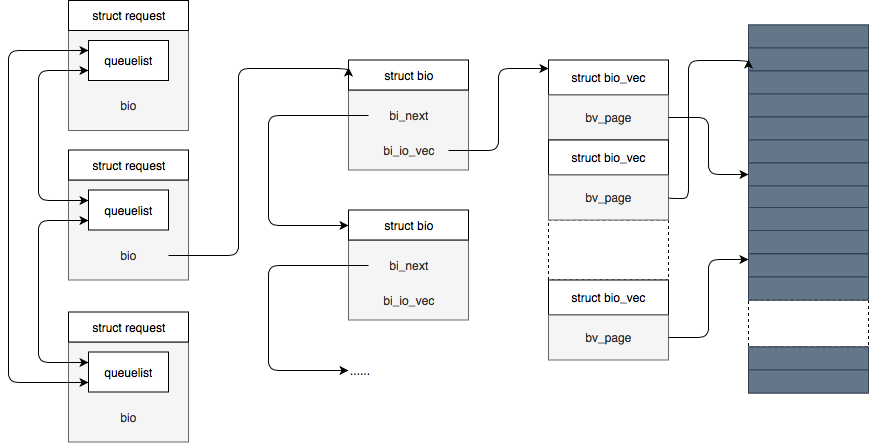 struct request
queuelist
bio
struct request
queuelist
bio
struct request
queuelist
bio
struct bio
bi_next
bi_io_vec
struct bio
bi_next
bi_io_vec
......
struct bio_vec
bv_page
struct bio_vec
bv_page
struct bio_vec
bv_page